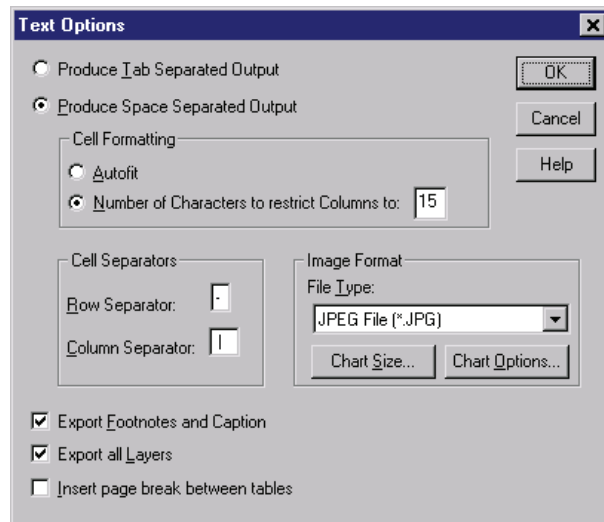 Text Options
Produce Tab Separated Output
OK
Produce Space Separated Output
Cancel
Cell Formatting
Help
Autofit
Number of Characters to restrict Columns to: 15
Cell Separators
Row Separator: -
Column Separator: |
Image Format
File Type:
JPEG File (*.JPG)
Chart Size... Chart Options...
Export Footnotes and Caption
Export all Layers
Insert page break between tables